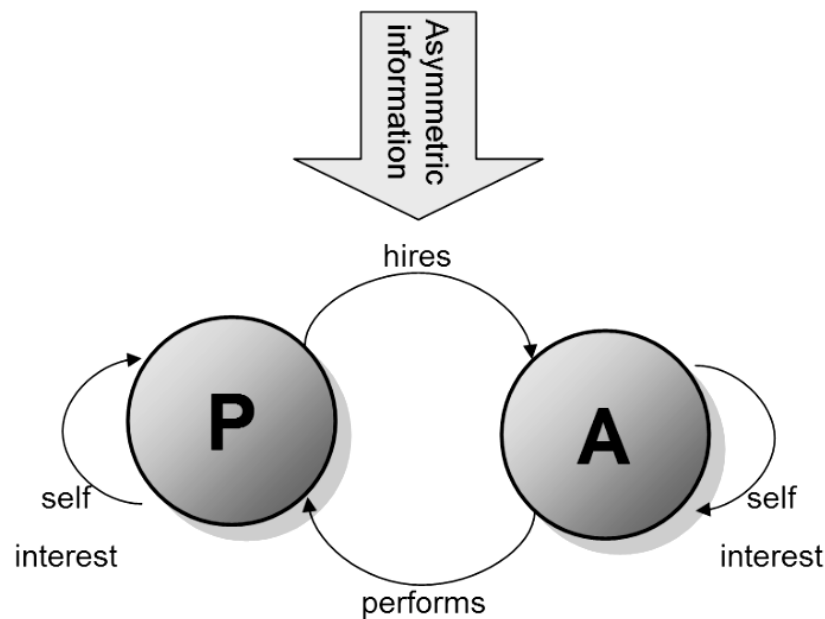 Asymmetric
information
hires
P
A
self
interest
self
interest
performs